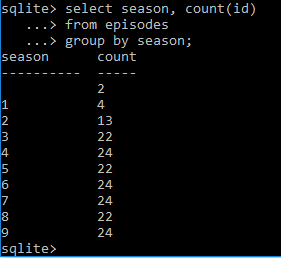 sqlite> select season, count(id)
   ...> from episodes
   ...> group by season;
season      count
----------  -----
            2
1           4
2           13
3           22
4           24
5           22
6           24
7           24
8           22
9           24
sqlite>